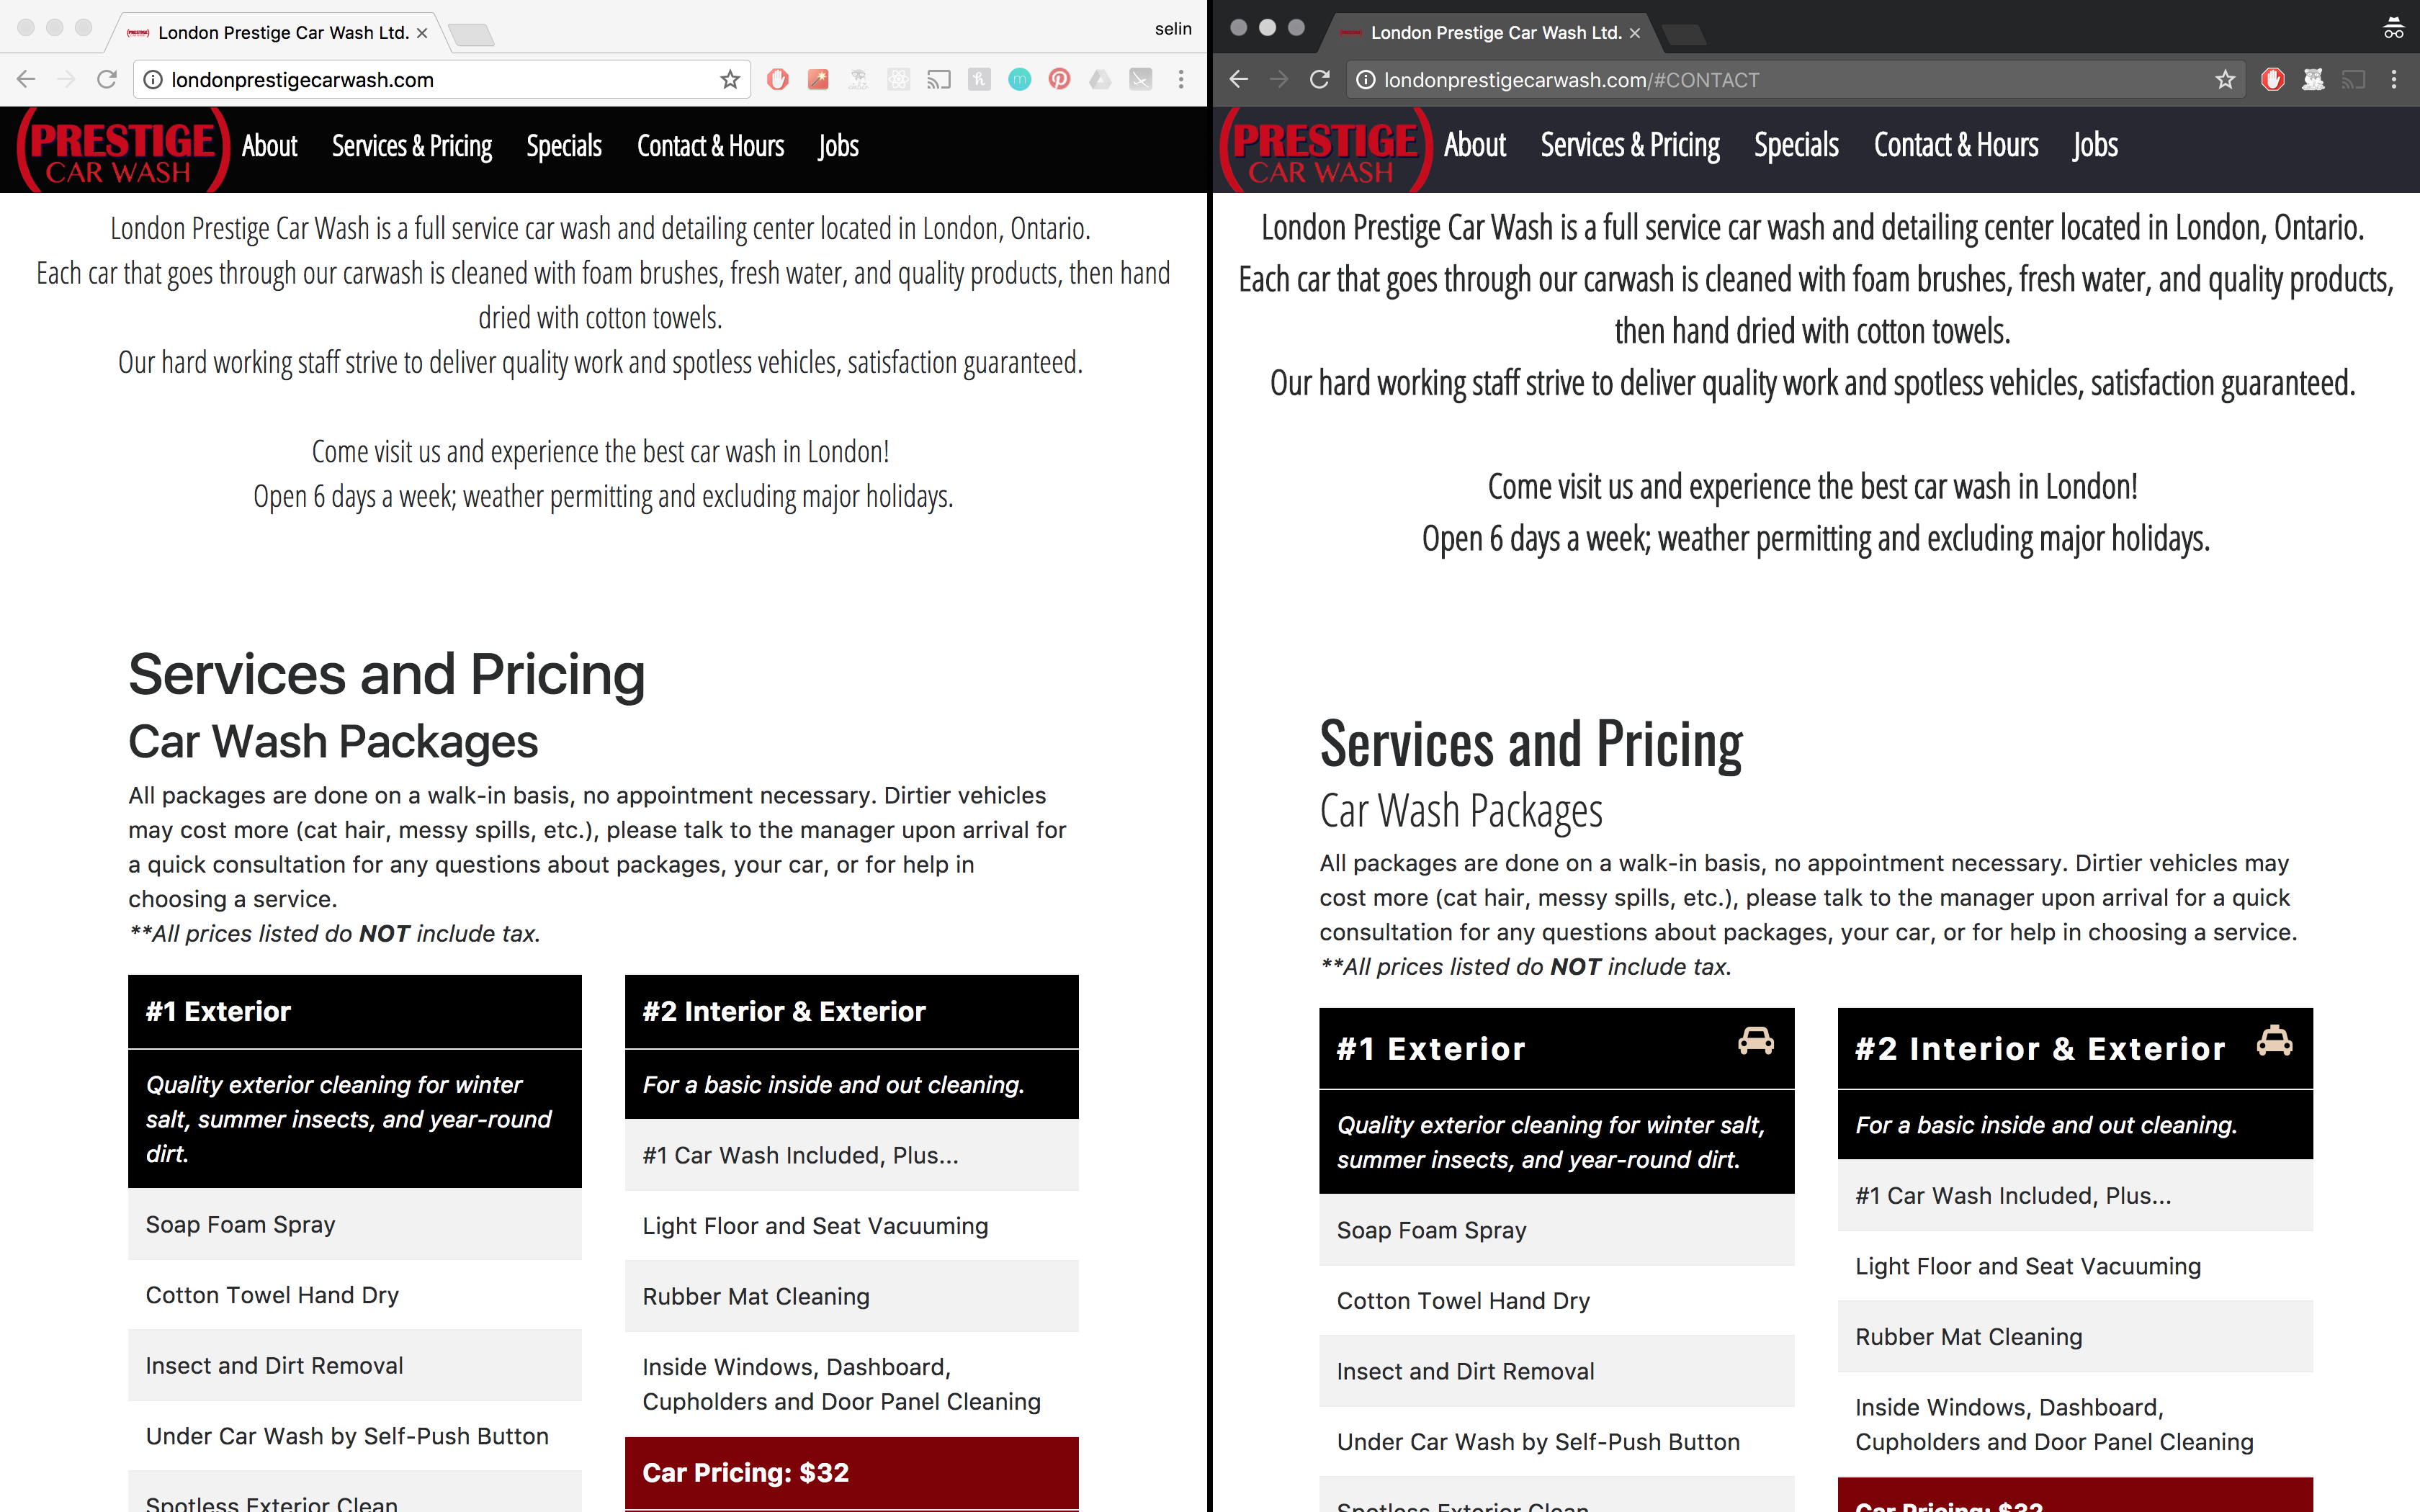 London Prestige Car Wash Ltd.
selin
londonprestigecarwash.com
PRESTIGE
CAR WASH
About Services & Pricing Specials Contact & Hours Jobs
London Prestige Car Wash is a full service car wash and detailing center located in London, Ontario.
Each car that goes through our carwash is cleaned with foam brushes, fresh water, and quality products, then hand
dried with cotton towels.
Our hard working staff strive to deliver quality work and spotless vehicles, satisfaction guaranteed.
Come visit us and experience the best car wash in London!
Open 6 days a week; weather permitting and excluding major holidays.
Services and Pricing
Car Wash Packages
All packages are done on a walk-in basis, no appointment necessary. Dirtier vehicles
may cost more (cat hair, messy spills, etc.), please talk to the manager upon arrival for
a quick consultation for any questions about packages, your car, or for help in
choosing a service.
**All prices listed do NOT include tax.
#1 Exterior
Quality exterior cleaning for winter
salt, summer insects, and year-round
dirt.
Soap Foam Spray
Cotton Towel Hand Dry
Insect and Dirt Removal
Under Car Wash by Self-Push Button
Spotless Exterior Clean
#2 Interior & Exterior
For a basic inside and out cleaning.
#1 Car Wash Included, Plus...
Light Floor and Seat Vacuuming
Rubber Mat Cleaning
Inside Windows, Dashboard,
Cupholders and Door Panel Cleaning
Car Pricing: $32
London Prestige Car Wash Ltd.
londonprestigecarwash.com/#CONTACT
PRESTIGE
CAR WASH
About Services & Pricing Specials Contact & Hours Jobs
London Prestige Car Wash is a full service car wash and detailing center located in London, Ontario.
Each car that goes through our carwash is cleaned with foam brushes, fresh water, and quality products,
then hand dried with cotton towels.
Our hard working staff strive to deliver quality work and spotless vehicles, satisfaction guaranteed.
Come visit us and experience the best car wash in London!
Open 6 days a week; weather permitting and excluding major holidays.
Services and Pricing
Car Wash Packages
All packages are done on a walk-in basis, no appointment necessary. Dirtier vehicles may
cost more (cat hair, messy spills, etc.), please talk to the manager upon arrival for a quick
consultation for any questions about packages, your car, or for help in choosing a service.
**All prices listed do NOT include tax.
#1 Exterior
Quality exterior cleaning for winter salt,
summer insects, and year-round dirt.
Soap Foam Spray
Cotton Towel Hand Dry
Insect and Dirt Removal
Under Car Wash by Self-Push Button
Spotless Exterior Clean
#2 Interior & Exterior
For a basic inside and out cleaning.
#1 Car Wash Included, Plus...
Light Floor and Seat Vacuuming
Rubber Mat Cleaning
Inside Windows, Dashboard,
Cupholders and Door Panel Cleaning
Car Pricing: $32